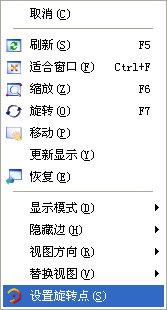 取消(C)
刷新(S) F5
适合窗口(F) Ctrl+F
缩放(Z) F6
旋转(O) F7
移动(P)
更新显示(Y)
恢复(E)
显示模式(D)
隐藏边(H)
视图方向(R)
替换视图(V)
设置旋转点(S)